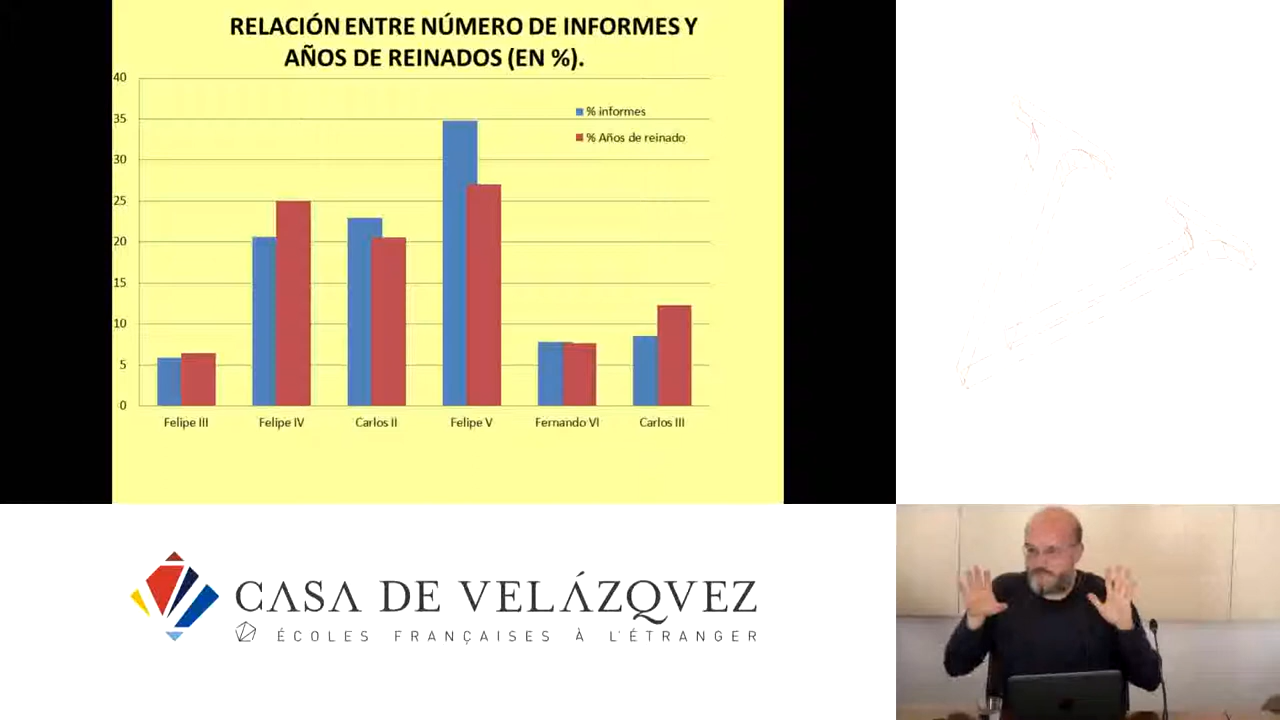 RELACIÓN ENTRE NÚMERO DE INFORMES Y
AÑOS DE REINADOS (EN %).
40
35
30
25
20
15
10
5
0
% informes
% Años de reinado
Felipe III
Felipe IV
Carlos II
Felipe V
Fernando VI
Carlos III
CASA DE VELÁZQVEZ
ÉCOLES FRANÇAISES À L'ÉTRANGER